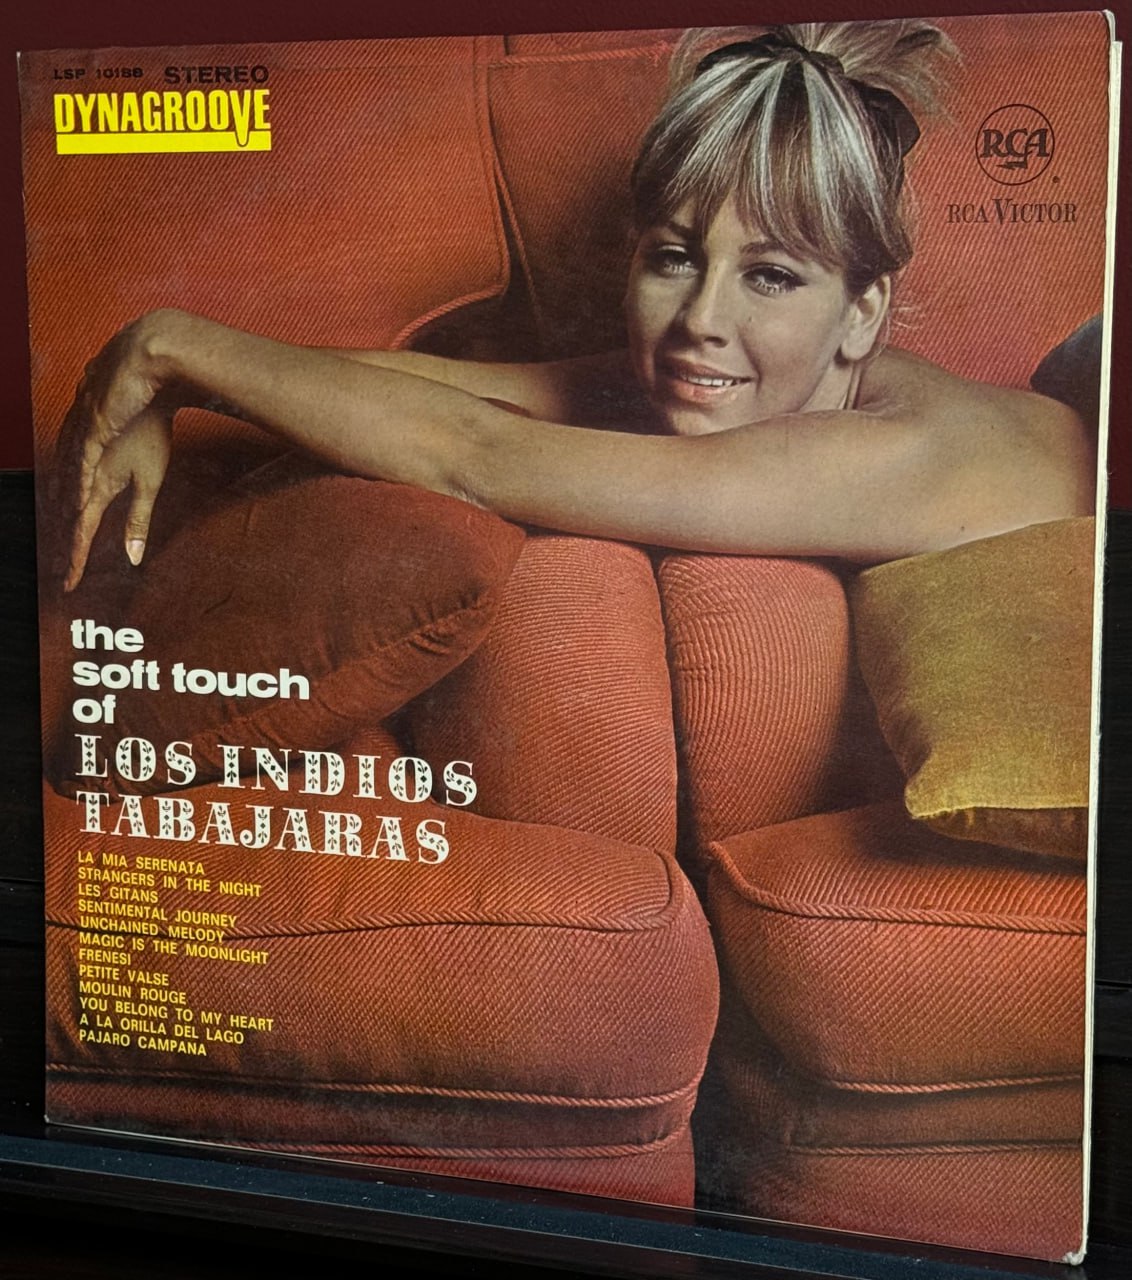 LSP 10188 STEREO
DYNAGROOVE
RCA
RCA VICTOR
the
soft touch
of
LOS INDIOS
TABAJARAS
LA MIA SERENATA
STRANGERS IN THE NIGHT
LES GITANS
SENTIMENTAL JOURNEY
UNCHAINED MELODY
MAGIC IS THE MOONLIGHT
FRENESI
PETITE VALSE
MOULIN ROUGE
YOU BELONG TO MY HEART
A LA ORILLA DEL LAGO
PAJARO CAMPANA